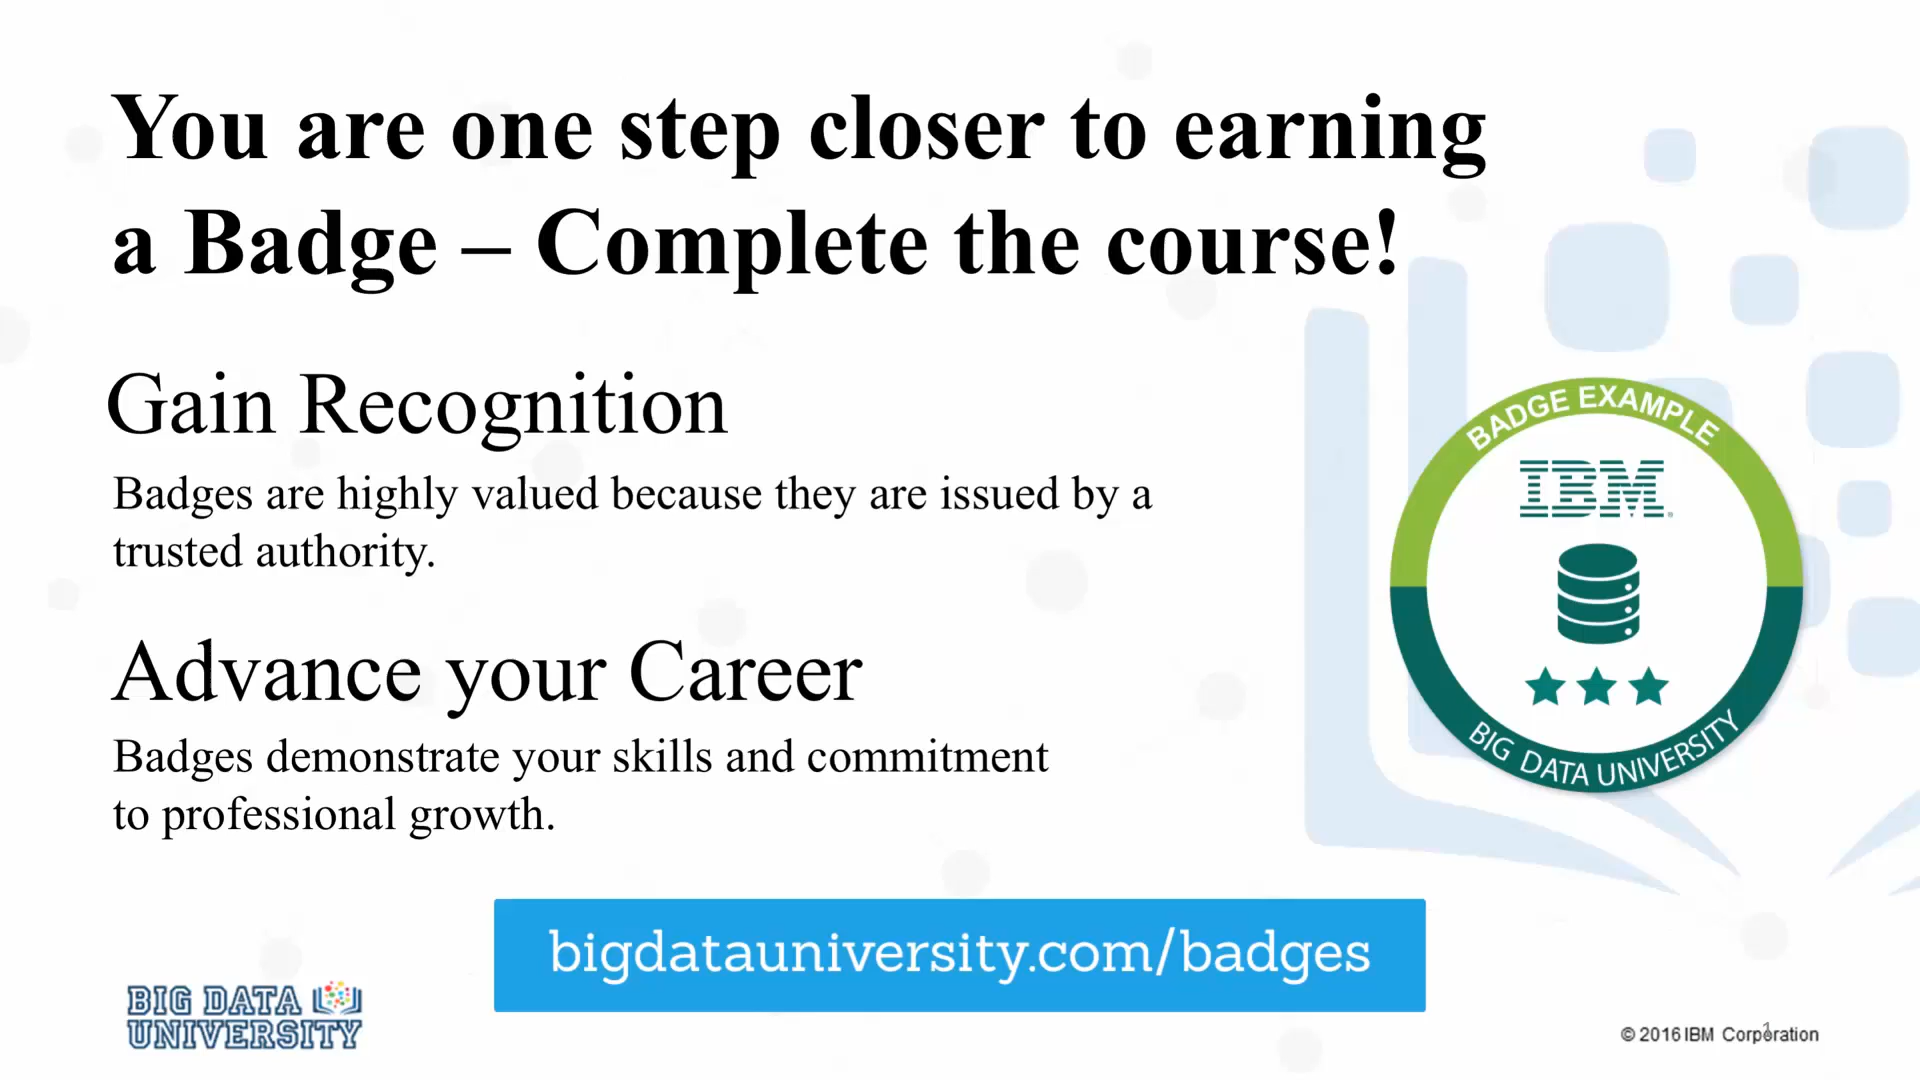 You are one step closer to earning
a Badge – Complete the course!
Gain Recognition
Badges are highly valued because they are issued by a
trusted authority.
Advance your Career
Badges demonstrate your skills and commitment
to professional growth.
BADGE EXAMPLE
IBM®
BIG DATA UNIVERSITY
bigdatauniversity.com/badges
BIG DATA
UNIVERSITY
© 2016 IBM Corporation